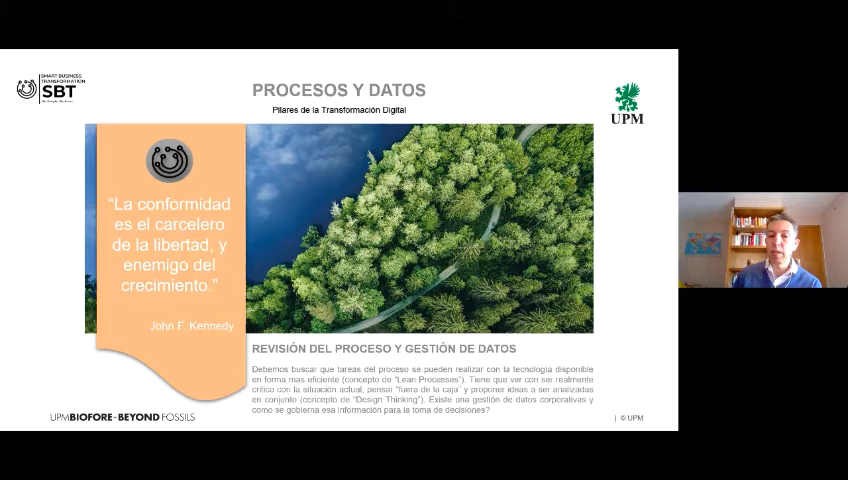 SMART BUSINESS
TRANSFORMATION
SBT
PROCESOS Y DATOS
Pilares de la Transformación Digital
UPM
“La conformidad
es el carcelero
de la libertad, y
enemigo del
crecimiento.”
John F. Kennedy
REVISIÓN DEL PROCESO Y GESTIÓN DE DATOS
Debemos buscar que tareas del proceso se pueden realizar con la tecnología disponible
en forma mas eficiente (concepto de “Lean Processes”). Tiene que ver con ser realmente
crítico con la situación actual, pensar “fuera de la caja” y proponer ideas a ser analizadas
en conjunto (concepto de “Design Thinking”). Existe una gestión de datos corporativas y
como se gobierna esa información para la toma de decisiones?
UPM BIOFORE–BEYOND FOSSILS
| © UPM